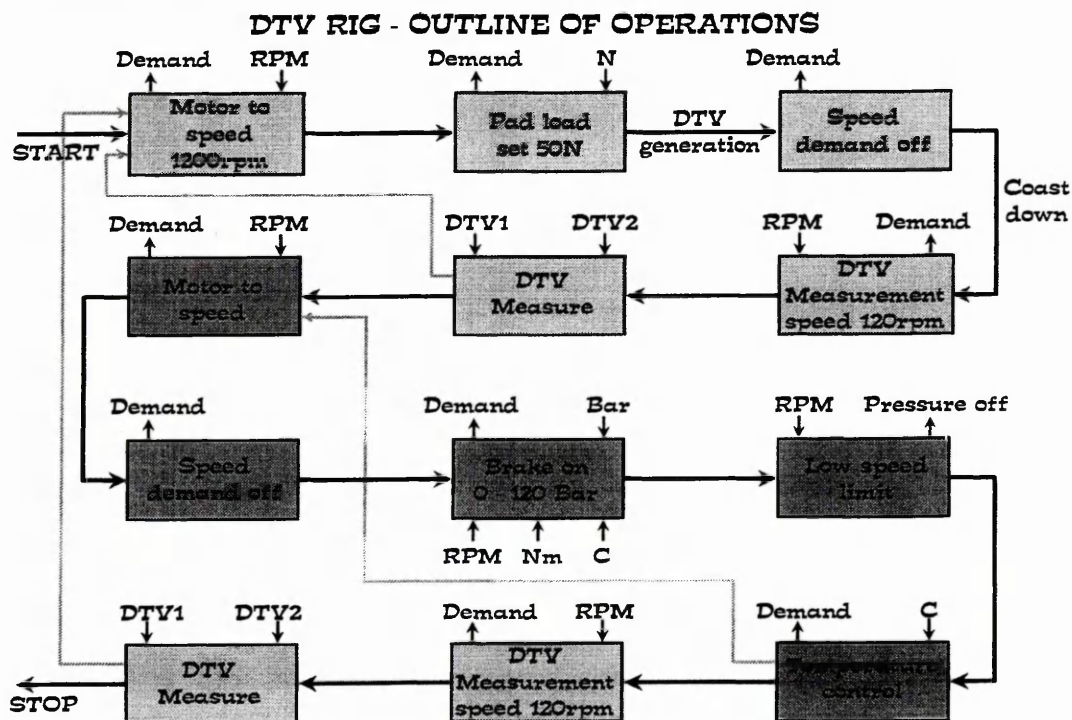 DTV RIG - OUTLINE OF OPERATIONS
Demand
RPM
Demand
N
Demand
Motor to
speed
1200rpm
START
Pad load
set 50N
DTV
generation
Speed
demand off
Coast
down
Demand
RPM
DTV1
DTV2
RPM
Demand
Motor to
speed
DTV
Measure
DTV
Measurement
speed 120rpm
Demand
Demand
Bar
RPM
Pressure off
Speed
demand off
Brake on
0 - 120 Bar
Low speed
limit
RPM
Nm
C
DTV1
DTV2
Demand
RPM
Demand
C
DTV
Measure
STOP
DTV
Measurement
speed 120rpm
Temperature
control